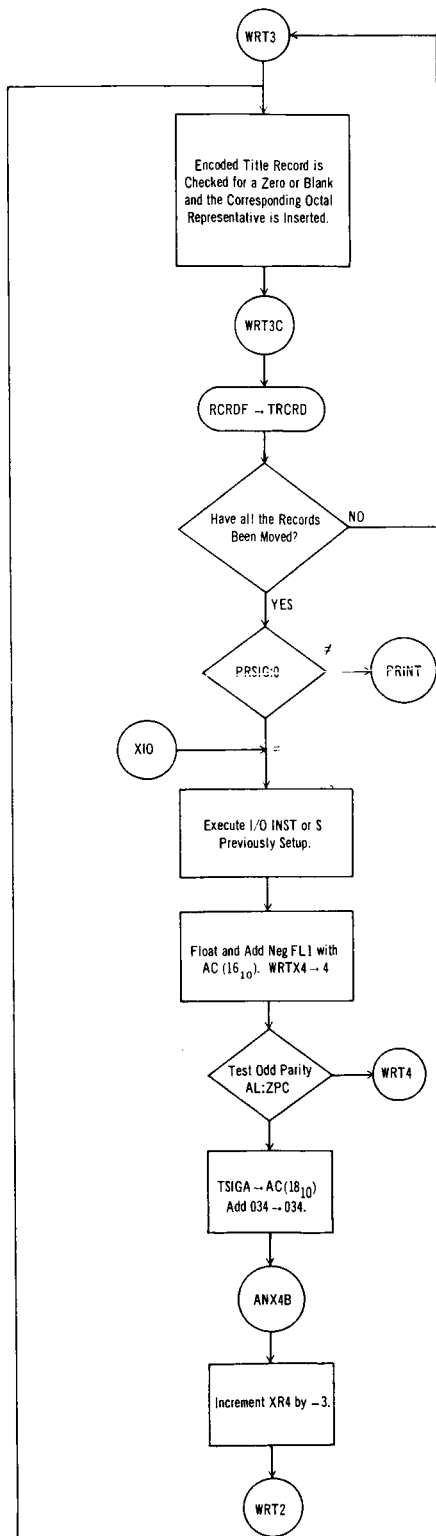 WRT3
Encoded Title Record is
Checked for a Zero or Blank
and the Corresponding Octal
Representative is Inserted.
WRT3C
RCRDF → TRCRD
Have all the Records
Been Moved?
NO
YES
PRSIG:0
≠
PRINT
XIO
=
Execute I/O INST or S
Previously Setup.
Float and Add Neg FL1 with
AC (16₁₀). WRTX4 → 4
Test Odd Parity
AL:ZPC
WRT4
TSIGA → AC (18₁₀)
Add 034 → 034.
ANX4B
Increment XR4 by −3.
WRT2